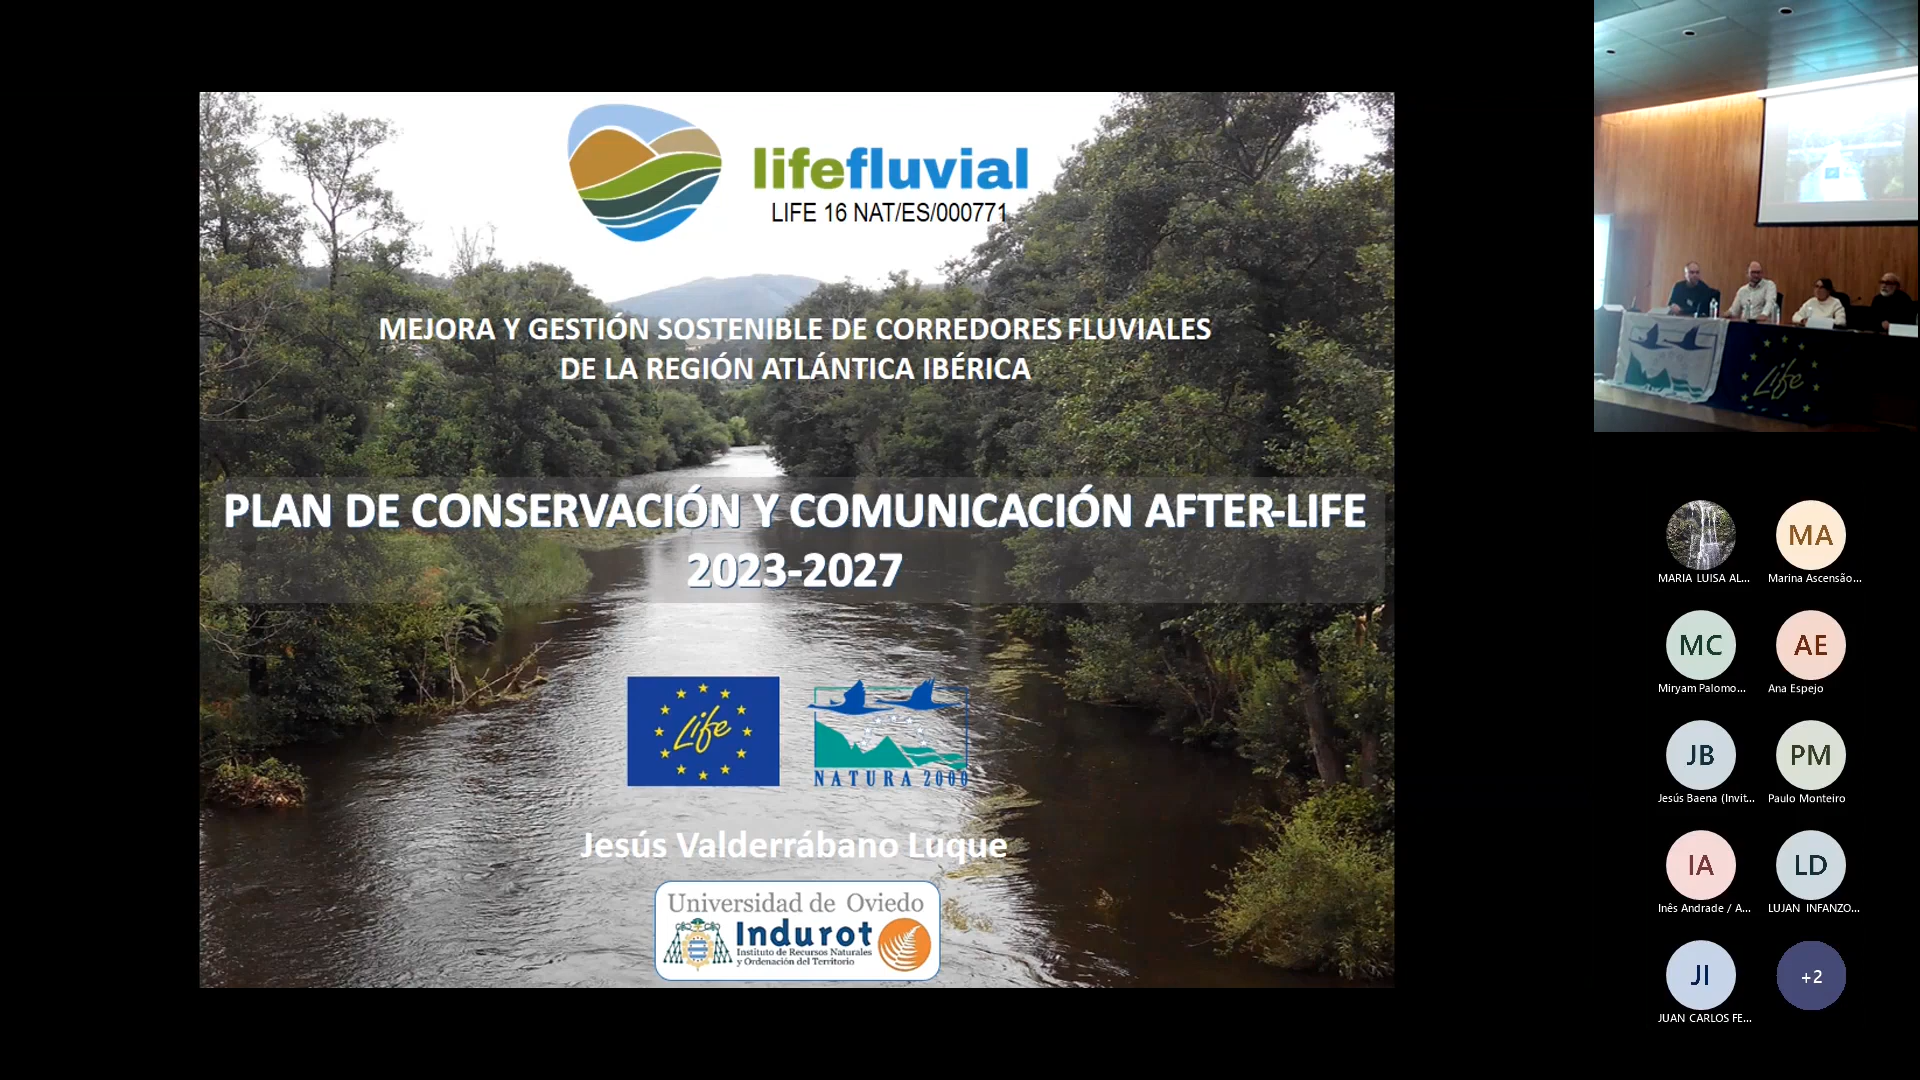 lifefluvial
LIFE 16 NAT/ES/000771
MEJORA Y GESTIÓN SOSTENIBLE DE CORREDORES FLUVIALES
DE LA REGIÓN ATLÁNTICA IBÉRICA
PLAN DE CONSERVACIÓN Y COMUNICACIÓN AFTER-LIFE
2023-2027
Life
NATURA 2000
Jesús Valderrábano Luque
Universidad de Oviedo
Indurot
Instituto de Recursos Naturales
y Ordenación del Territorio
Life
MARIA LUISA AL...
MA
Marina Ascensão...
MC
Miryam Palomo...
AE
Ana Espejo
JB
Jesús Baena (Invit...
PM
Paulo Monteiro
IA
Inês Andrade / A...
LD
LUJAN INFANZO...
JI
JUAN CARLOS FE...
+2